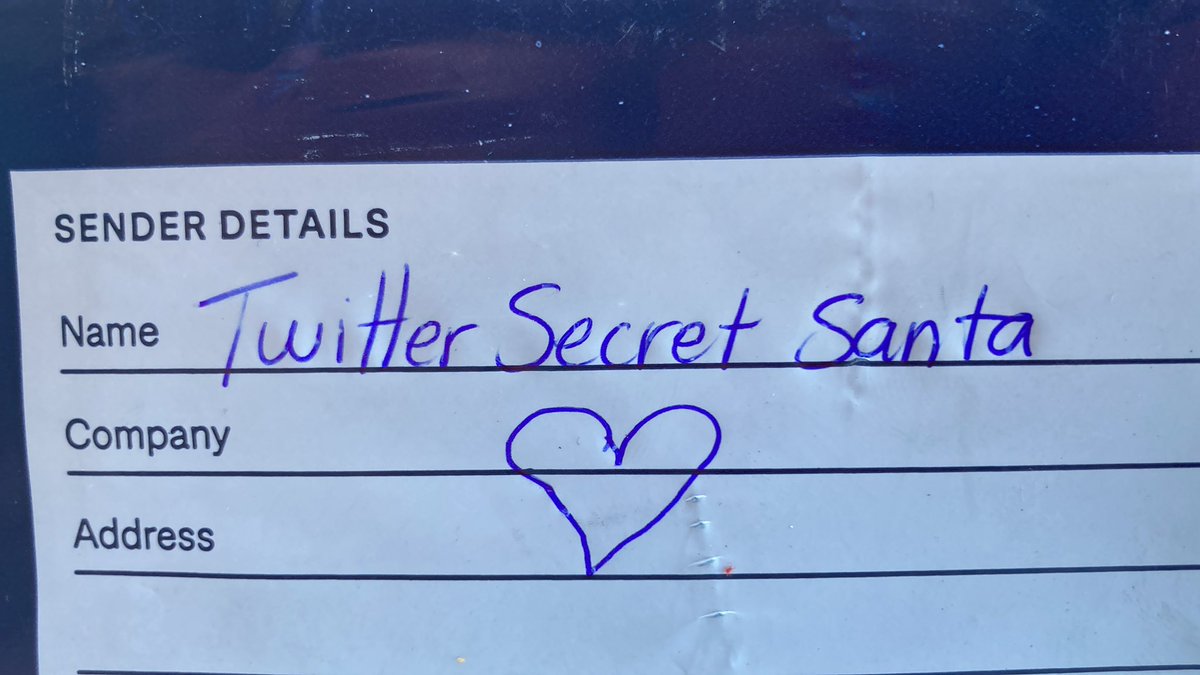 SENDER DETAILS
Name Twitter Secret Santa
Company
Address